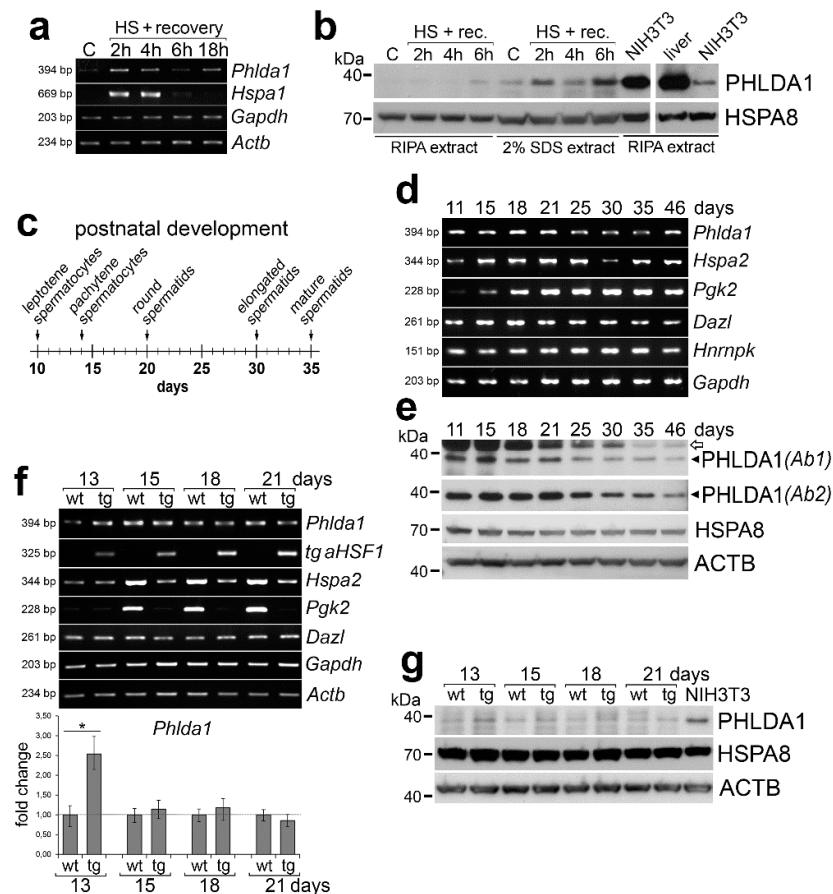 a
HS + recovery
C 2h 4h 6h 18h
394 bp Phlda1
669 bp Hspa1
203 bp Gapdh
234 bp Actb
b
HS + rec. HS + rec.
kDa C 2h 4h 6h C 2h 4h 6h NIH3T3 liver NIH3T3
40 PHLDA1
70 HSPA8
RIPA extract 2% SDS extract RIPA extract
c
postnatal development
leptotene spermatocytes
pachytene spermatocytes
round spermatids
elongated spermatids
mature spermatids
10 15 20 25 30 35
days
d
11 15 18 21 25 30 35 46 days
394 bp Phlda1
344 bp Hspa2
228 bp Pgk2
261 bp Dazl
151 bp Hnrnpk
203 bp Gapdh
e
kDa 11 15 18 21 25 30 35 46 days
40 PHLDA1(Ab1)
40 PHLDA1(Ab2)
70 HSPA8
40 ACTB
f
13 15 18 21 days
wt tg wt tg wt tg wt tg
394 bp Phlda1
325 bp tg aHSF1
344 bp Hspa2
228 bp Pgk2
261 bp Dazl
203 bp Gapdh
234 bp Actb
Phlda1
fold change
3,50
3,00
2,50
2,00
1,50
1,00
0,50
0,00
*
wt tg wt tg wt tg wt tg
13 15 18 21 days
g
13 15 18 21 days
kDa wt tg wt tg wt tg wt tg NIH3T3
40 PHLDA1
70 HSPA8
40 ACTB